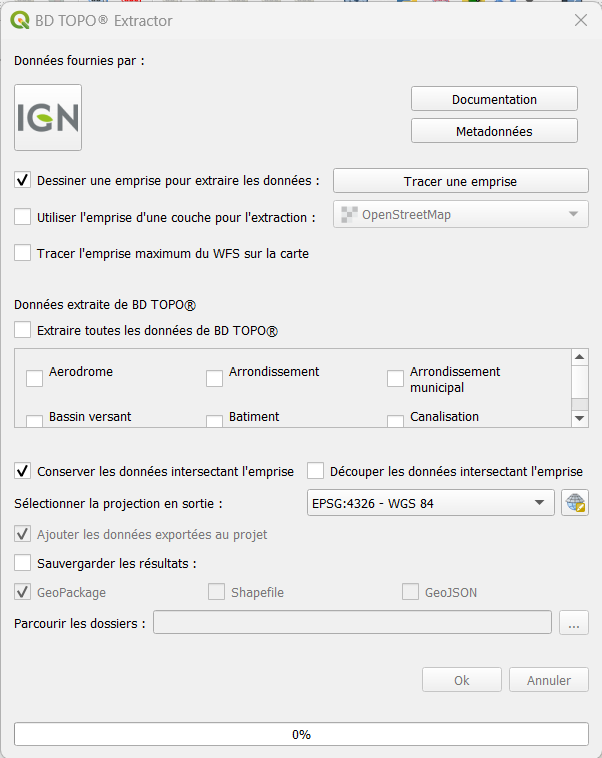 BD TOPO® Extractor
Données fournies par :
IGN
Documentation
Metadonnées
Dessiner une emprise pour extraire les données :
Tracer une emprise
Utiliser l'emprise d'une couche pour l'extraction :
OpenStreetMap
Tracer l'emprise maximum du WFS sur la carte
Données extraite de BD TOPO®
Extraire toutes les données de BD TOPO®
Aerodrome
Arrondissement
Arrondissement
municipal
Bassin versant
Batiment
Canalisation
Conserver les données intersectant l'emprise
Découper les données intersectant l'emprise
Sélectionner la projection en sortie :
EPSG:4326 - WGS 84
Ajouter les données exportées au projet
Sauvergarder les résultats :
GeoPackage
Shapefile
GeoJSON
Parcourir les dossiers :
...
Ok
Annuler
0%